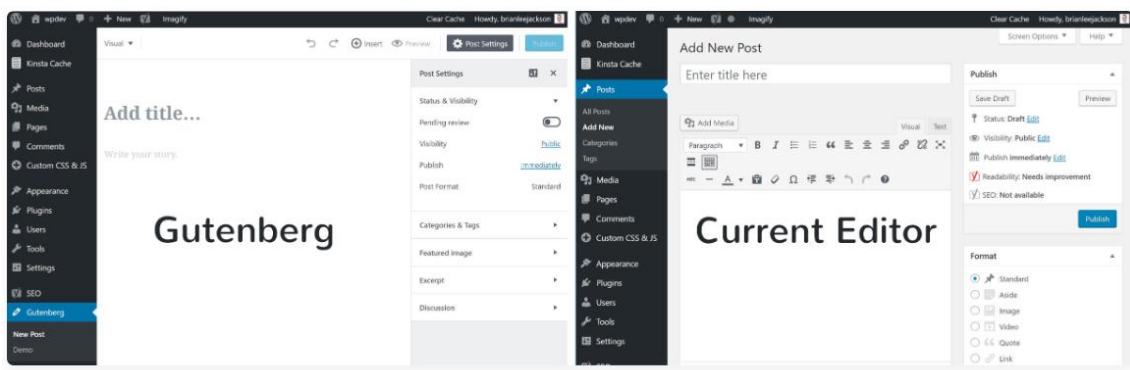 wpdev 0 + New Imagify Clear Cache Howdy, brianleejackson
Dashboard
Kinsta Cache
Posts
Media
Pages
Comments
Custom CSS & JS
Appearance
Plugins
Users
Tools
Settings
SEO
Gutenberg
New Post
Demo
Visual Insert Preview Post Settings Publish
Add title...
Write your story.
Gutenberg
Post Settings
Status & Visibility
Pending review
Visibility Public
Publish Immediately
Post Format Standard
Categories & Tags
Featured Image
Excerpt
Discussion
wpdev 0 + New Imagify Clear Cache Howdy, brianleejackson
Dashboard
Kinsta Cache
Posts
All Posts
Add New
Categories
Tags
Media
Pages
Comments
Custom CSS & JS
Appearance
Plugins
Users
Tools
Settings
SEO
Screen Options Help
Add New Post
Enter title here
Add Media Visual Text
Paragraph B I
ABC A Ω
Current Editor
Publish
Save Draft Preview
Status: Draft Edit
Visibility: Public Edit
Publish immediately Edit
Readability: Needs improvement
SEO: Not available
Publish
Format
Standard
Aside
Image
Video
Quote
Link